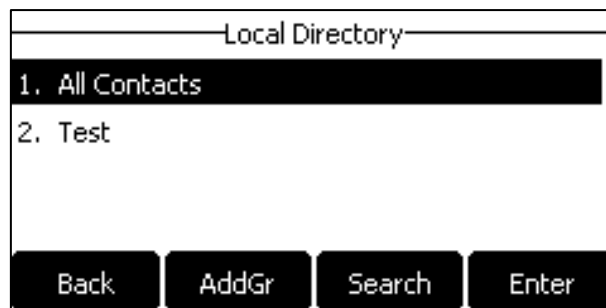 Local Directory
1. All Contacts
2. Test
Back AddGr Search Enter